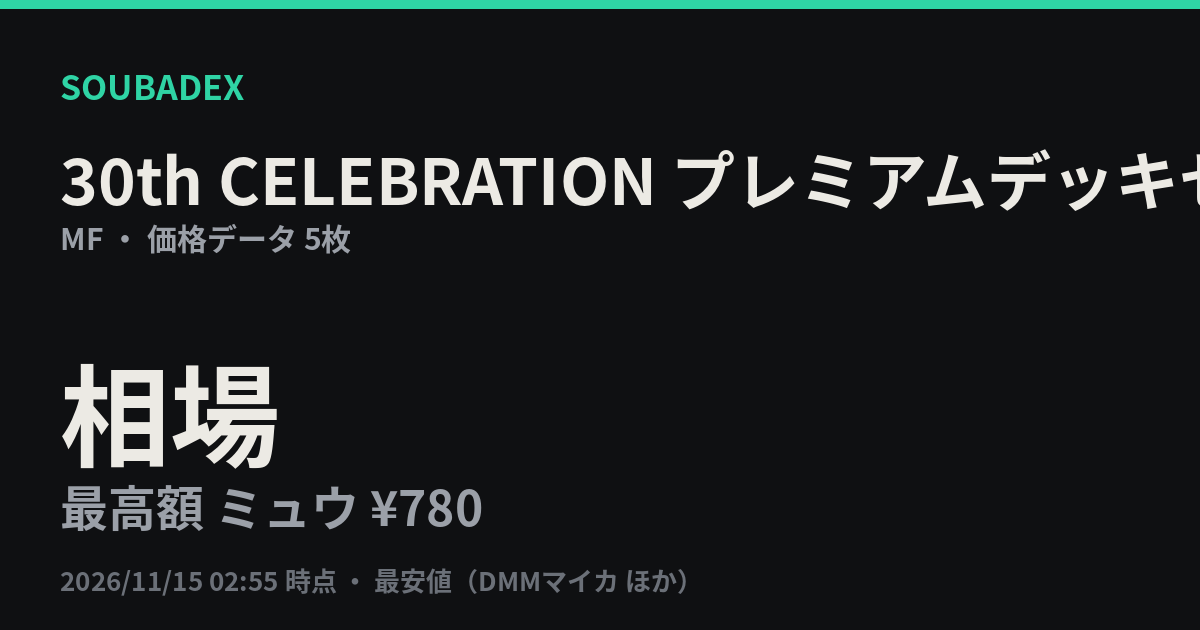 SOUBADEX
30th CELEBRATION プレミアムデッキセ
MF ・ 価格データ 5枚
相場
最高額 ミュウ ¥780
2026/11/15 02:55 時点 ・ 最安値（DMMマイカ ほか）